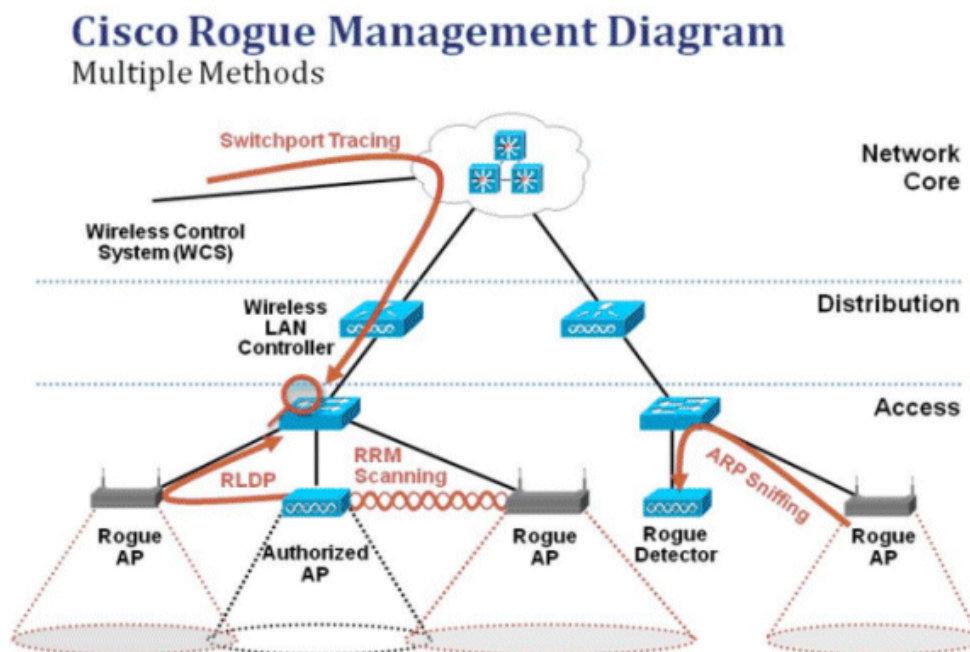 Cisco Rogue Management Diagram
Multiple Methods
Switchport Tracing
Network
Core
Wireless Control
System (WCS)
Wireless
LAN
Controller
Distribution
Access
RLDP
RRM
Scanning
ARP Sniffing
Rogue
AP
Authorized
AP
Rogue
AP
Rogue
Detector
Rogue
AP